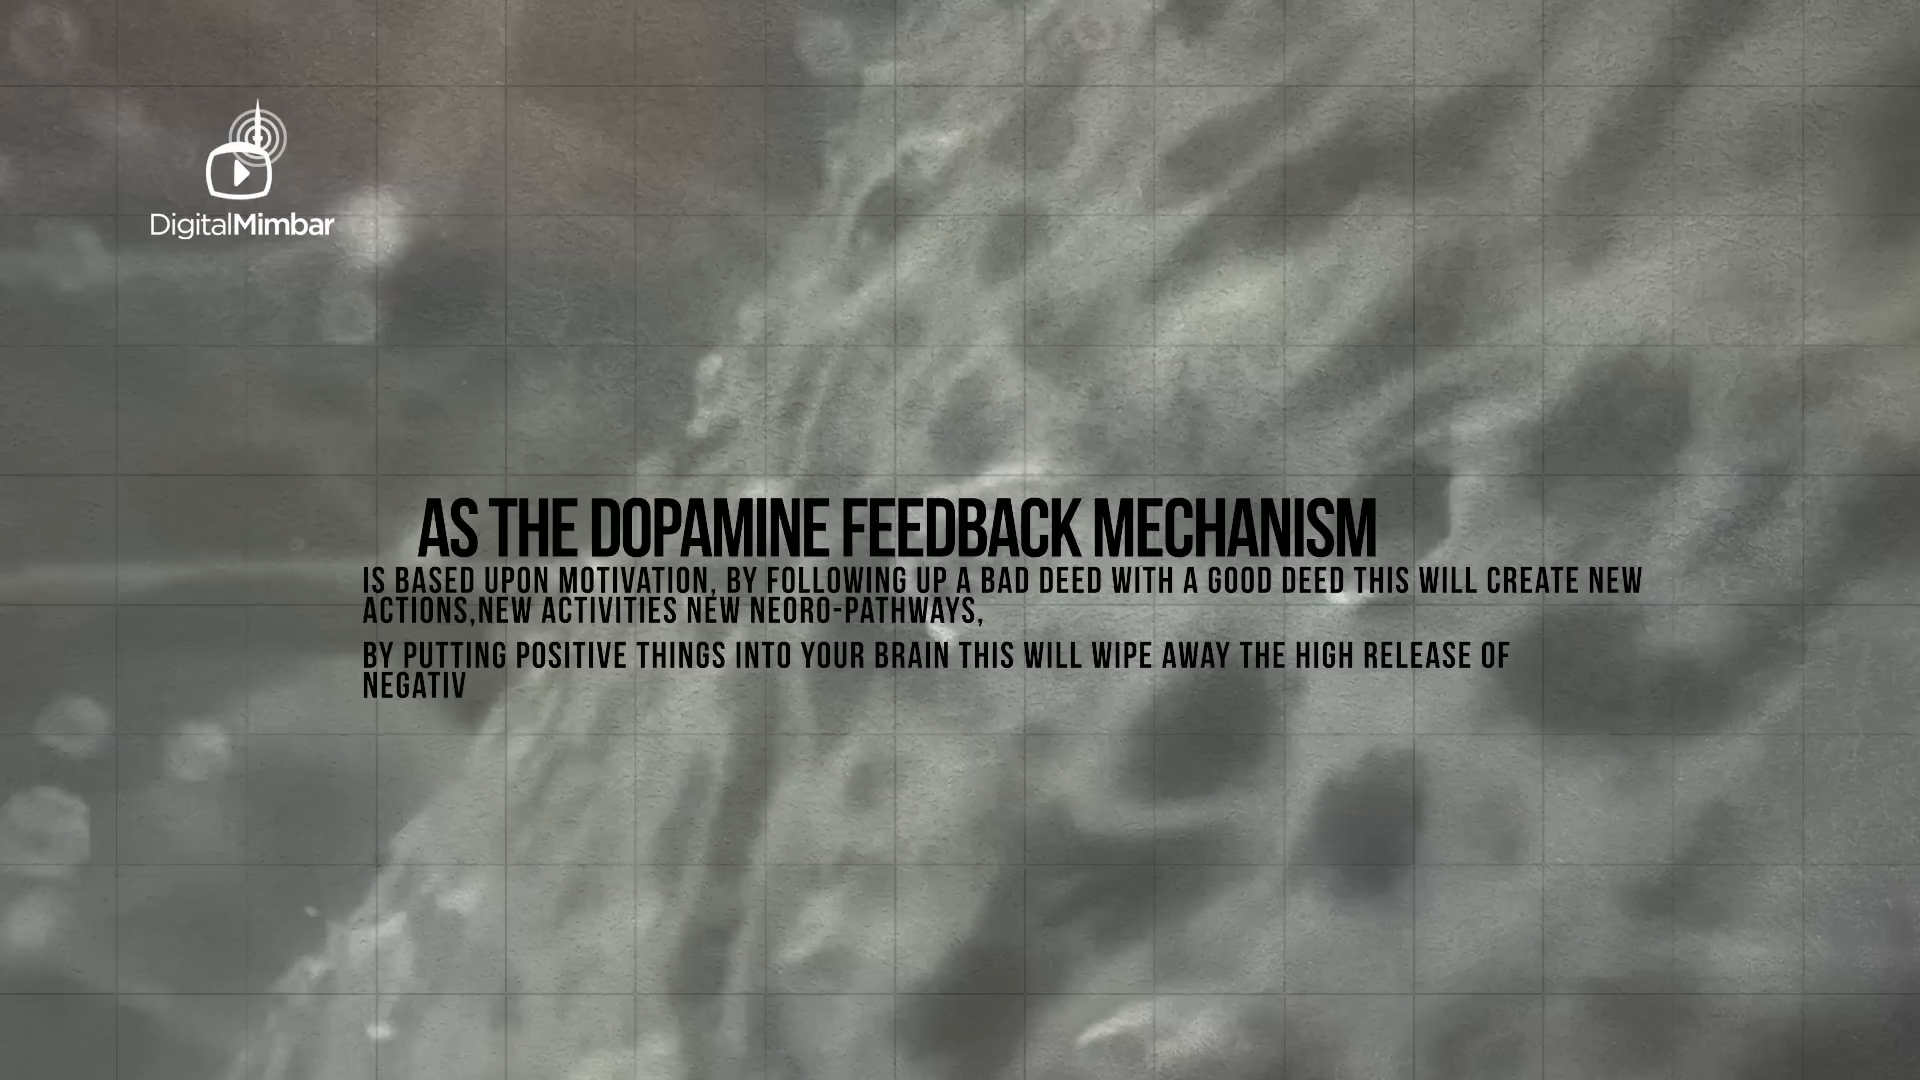 DigitalMimbar
AS THE DOPAMINE FEEDBACK MECHANISM
IS BASED UPON MOTIVATION, BY FOLLOWING UP A BAD DEED WITH A GOOD DEED THIS WILL CREATE NEW
ACTIONS,NEW ACTIVITIES NEW NEORO-PATHWAYS,
BY PUTTING POSITIVE THINGS INTO YOUR BRAIN THIS WILL WIPE AWAY THE HIGH RELEASE OF
NEGATIV